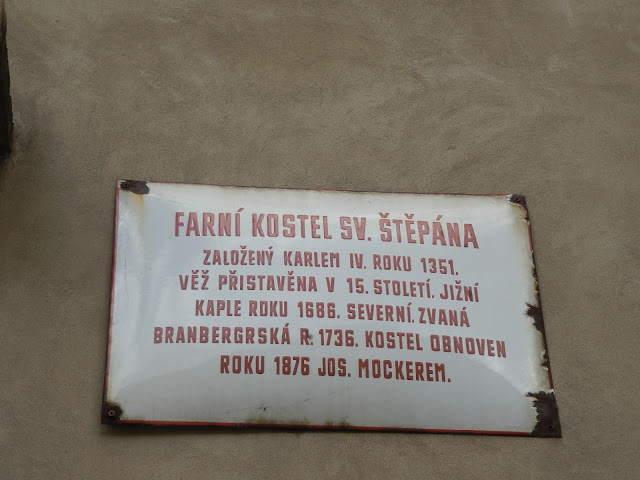 FARNÍ KOSTEL SV. ŠTĚPÁNA
ZALOŽENÝ KARLEM IV. ROKU 1351.
VĚŽ PŘISTAVĚNA V 15. STOLETÍ. JIŽNÍ
KAPLE ROKU 1686. SEVERNÍ. ZVANÁ
BRANBERGRSKÁ R. 1736. KOSTEL OBNOVEN
ROKU 1876 JOS. MOCKEREM.